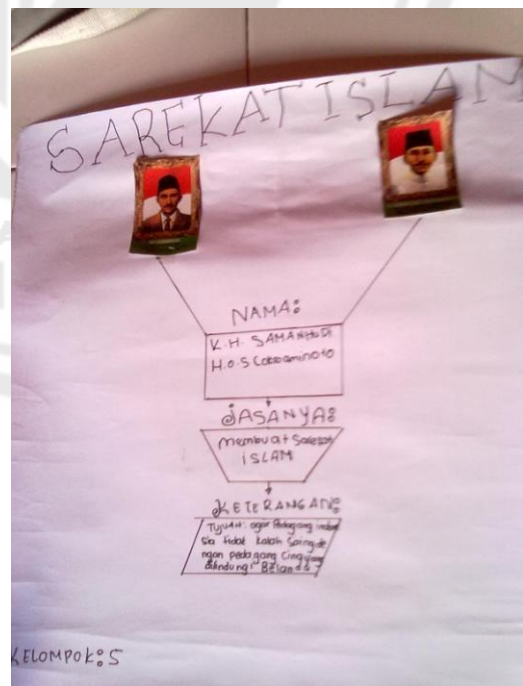 SAREKAT ISLAM
NAMA:
K.H. SAMANHUDI
H.O.S Cokroaminoto
JASANYA:
membuat Sarekat
ISLAM
KETERANGAN:
TUJUAN: agar Pedagang indone
sia tidak kalah Saing de
ngan pedagang Cina yang
dilindungi Belanda
KELOMPOK: 5